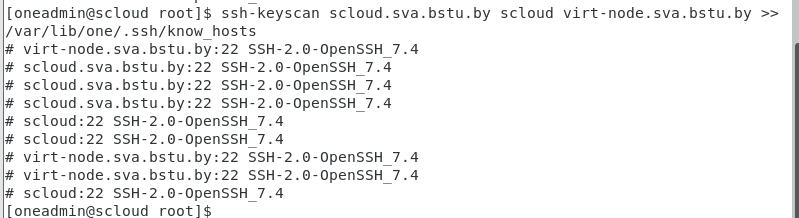 [oneadmin@scloud root]$ ssh-keyscan scloud.sva.bstu.by scloud virt-node.sva.bstu.by >>
/var/lib/one/.ssh/know_hosts
# virt-node.sva.bstu.by:22 SSH-2.0-OpenSSH_7.4
# scloud.sva.bstu.by:22 SSH-2.0-OpenSSH_7.4
# scloud.sva.bstu.by:22 SSH-2.0-OpenSSH_7.4
# scloud.sva.bstu.by:22 SSH-2.0-OpenSSH_7.4
# scloud:22 SSH-2.0-OpenSSH_7.4
# scloud:22 SSH-2.0-OpenSSH_7.4
# virt-node.sva.bstu.by:22 SSH-2.0-OpenSSH_7.4
# virt-node.sva.bstu.by:22 SSH-2.0-OpenSSH_7.4
# scloud:22 SSH-2.0-OpenSSH_7.4
[oneadmin@scloud root]$